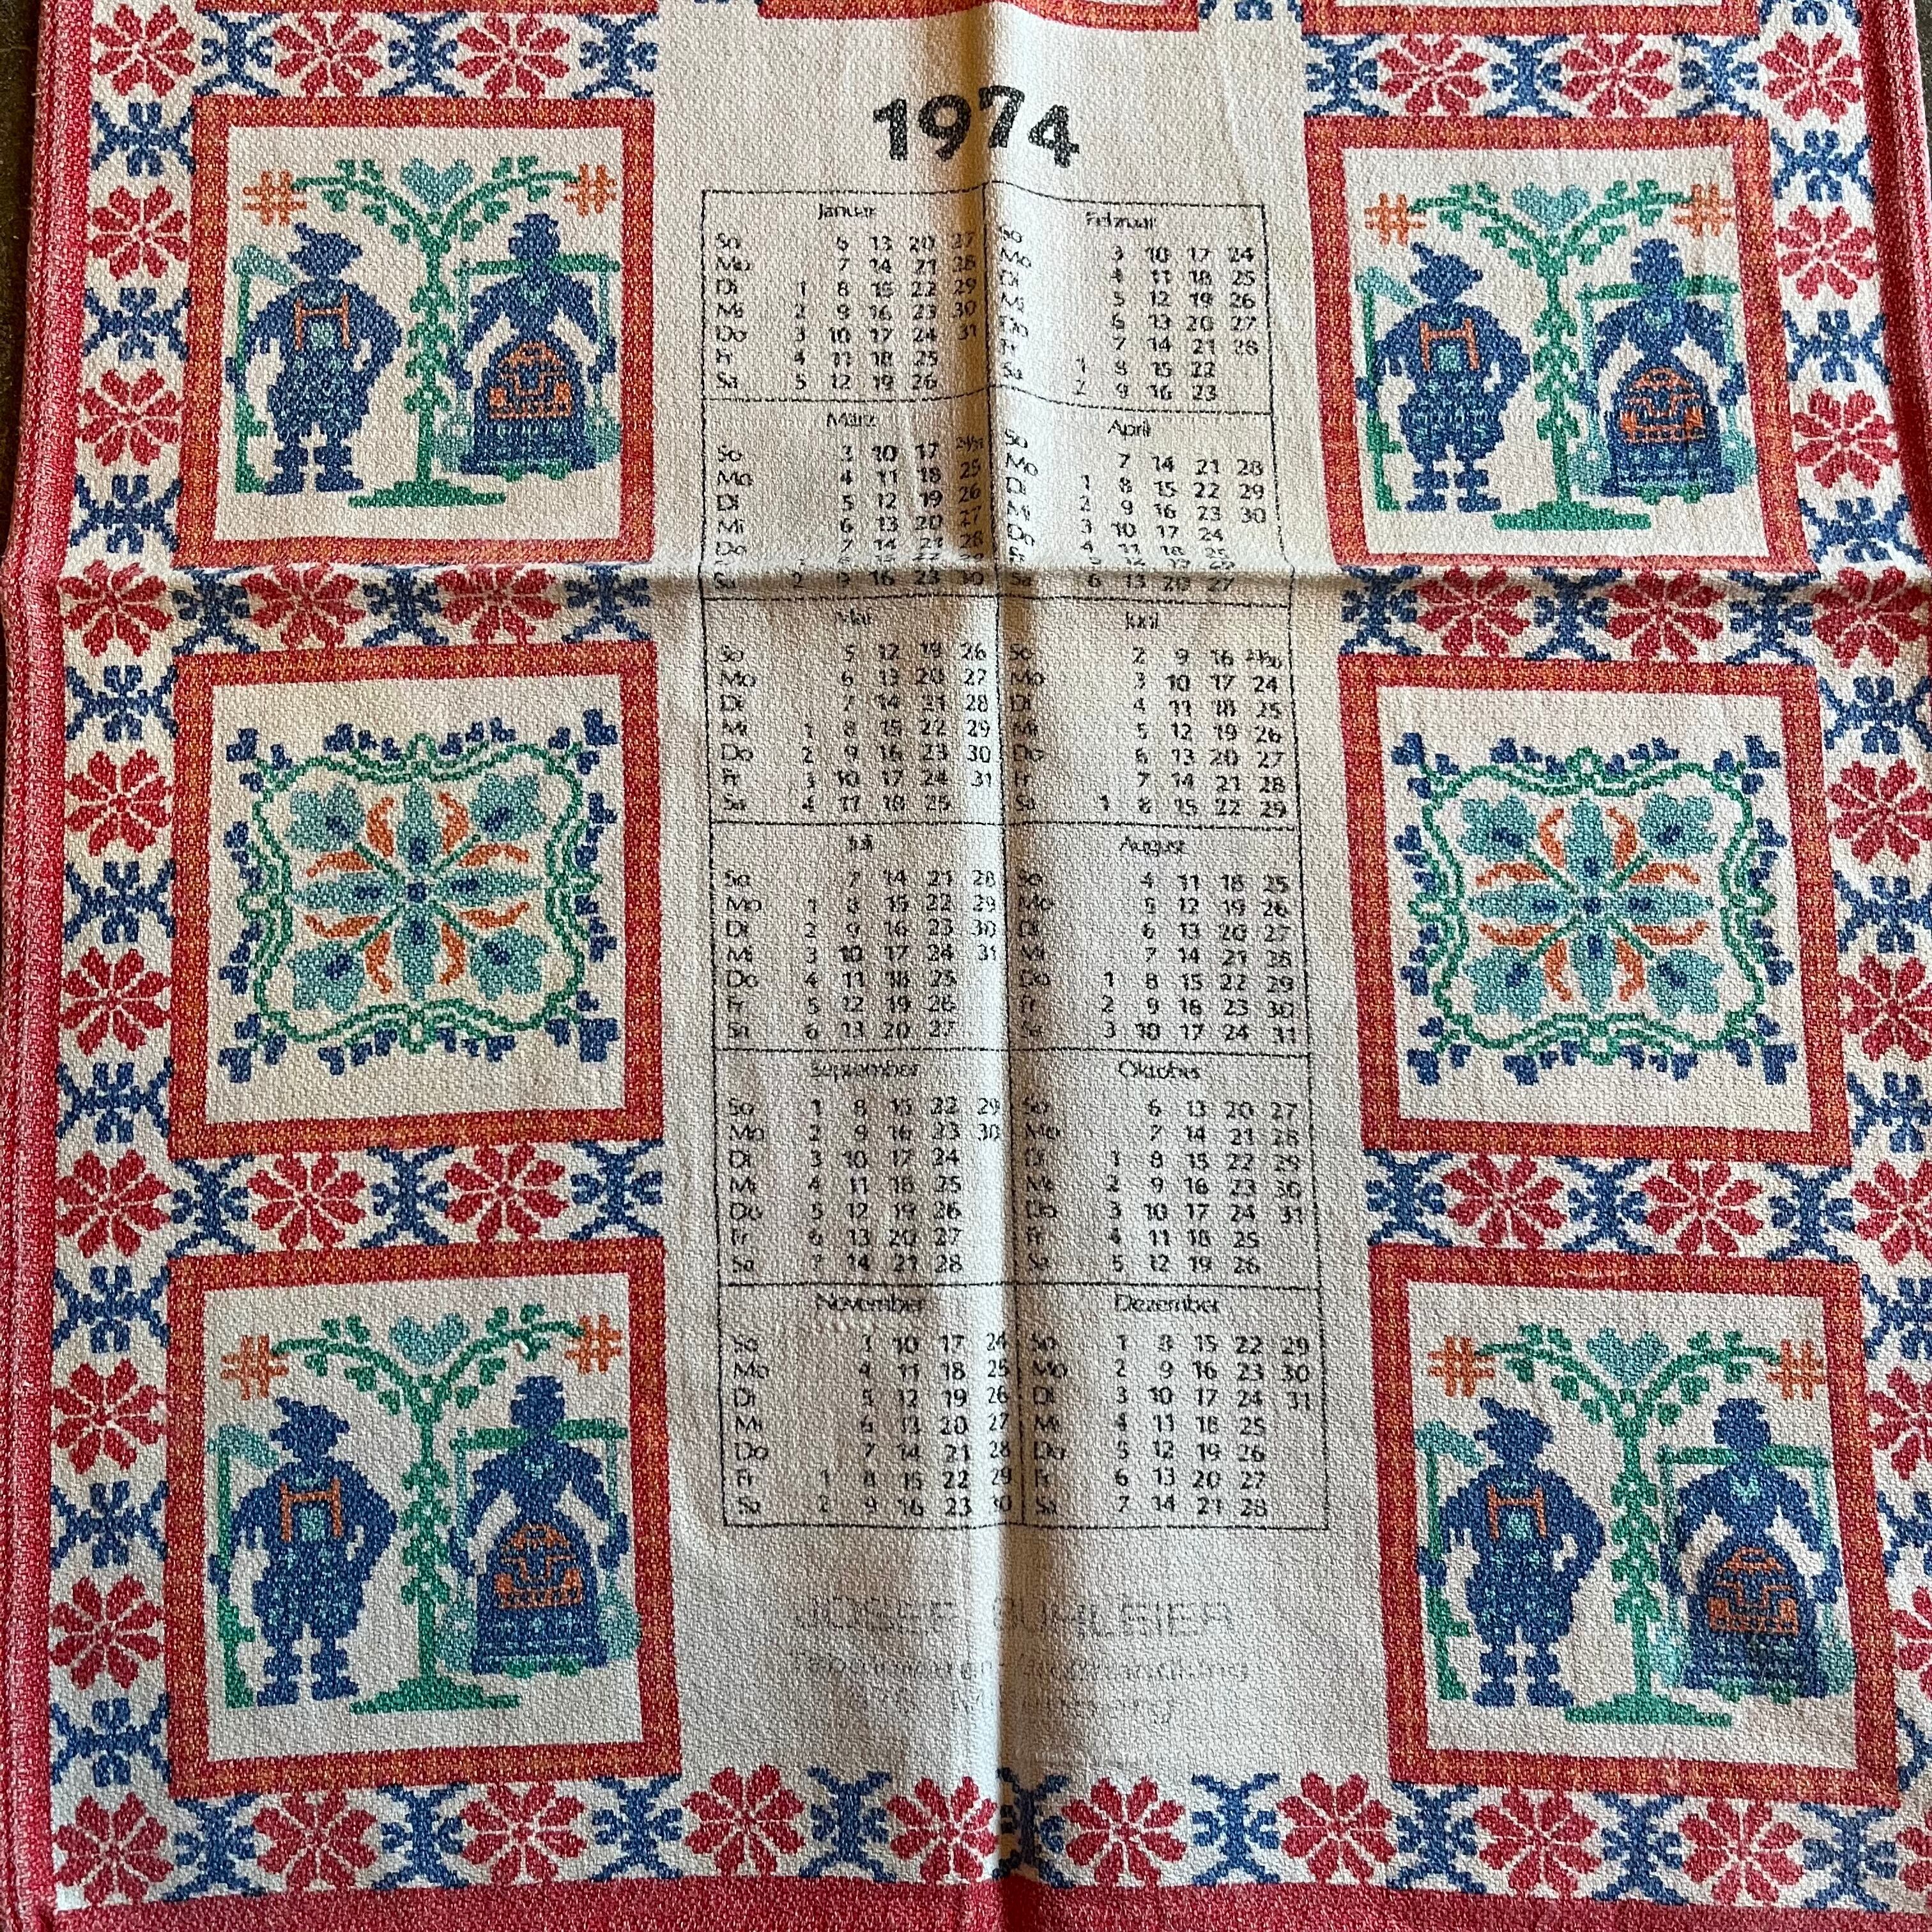 1974
Januar
So 6 13 20 27
Mo 7 14 21 28
Di 1 8 15 22 29
Mi 2 9 16 23 30
Do 3 10 17 24 31
Fr 4 11 18 25
Sa 5 12 19 26
Februar
So 3 10 17 24
Mo 4 11 18 25
Di 5 12 19 26
Mi 6 13 20 27
Do 7 14 21 28
Fr 1 8 15 22
Sa 2 9 16 23
März
So 3 10 17 24/31
Mo 4 11 18 25
Di 5 12 19 26
Mi 6 13 20 27
Do 7 14 21 28
Sa 2 9 16 23 30
April
So 7 14 21 28
Mo 1 8 15 22 29
Di 2 9 16 23 30
Mi 3 10 17 24
Do 4 11 18 25
Sa 6 13 20 27
Mai
So 5 12 19 26
Mo 6 13 20 27
Di 7 14 21 28
Mi 1 8 15 22 29
Do 2 9 16 23 30
Fr 3 10 17 24 31
Sa 4 11 18 25
Juni
So 2 9 16 23/30
Mo 3 10 17 24
Di 4 11 18 25
Mi 5 12 19 26
Do 6 13 20 27
Fr 7 14 21 28
Sa 1 8 15 22 29
Juli
So 7 14 21 28
Mo 1 8 15 22 29
Di 2 9 16 23 30
Mi 3 10 17 24 31
Do 4 11 18 25
Fr 5 12 19 26
Sa 6 13 20 27
August
So 4 11 18 25
Mo 5 12 19 26
Di 6 13 20 27
Mi 7 14 21 28
Do 1 8 15 22 29
Fr 2 9 16 23 30
Sa 3 10 17 24 31
September
So 1 8 15 22 29
Mo 2 9 16 23 30
Di 3 10 17 24
Mi 4 11 18 25
Do 5 12 19 26
Fr 6 13 20 27
Sa 7 14 21 28
Oktober
So 6 13 20 27
Mo 7 14 21 28
Di 1 8 15 22 29
Mi 2 9 16 23 30
Do 3 10 17 24 31
Fr 4 11 18 25
Sa 5 12 19 26
November
So 3 10 17 24
Mo 4 11 18 25
Di 5 12 19 26
Mi 6 13 20 27
Do 7 14 21 28
Fr 1 8 15 22 29
Sa 2 9 16 23 30
Dezember
So 1 8 15 22 29
Mo 2 9 16 23 30
Di 3 10 17 24 31
Mi 4 11 18 25
Do 5 12 19 26
Fr 6 13 20 27
Sa 7 14 21 28
JOSEF